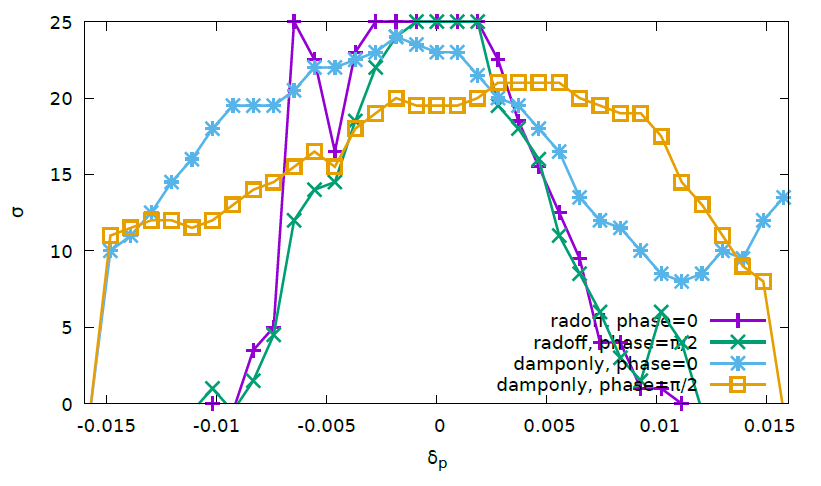 25
20
15
10
5
0
σ
radoff, phase=0
radoff, phase=π/2
damponly, phase=0
damponly, phase=π/2
-0.015 -0.01 -0.005 0 0.005 0.01 0.015
δp